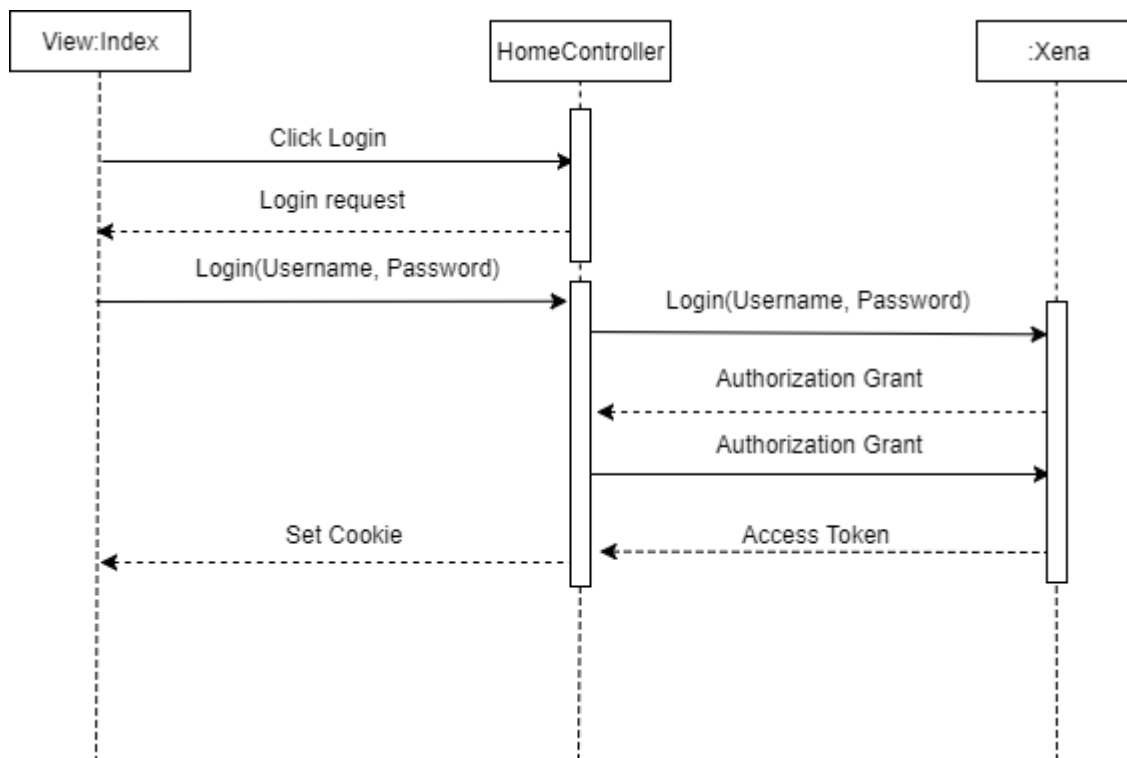 View:Index
HomeController
:Xena
Click Login
Login request
Login(Username, Password)
Login(Username, Password)
Authorization Grant
Authorization Grant
Set Cookie
Access Token